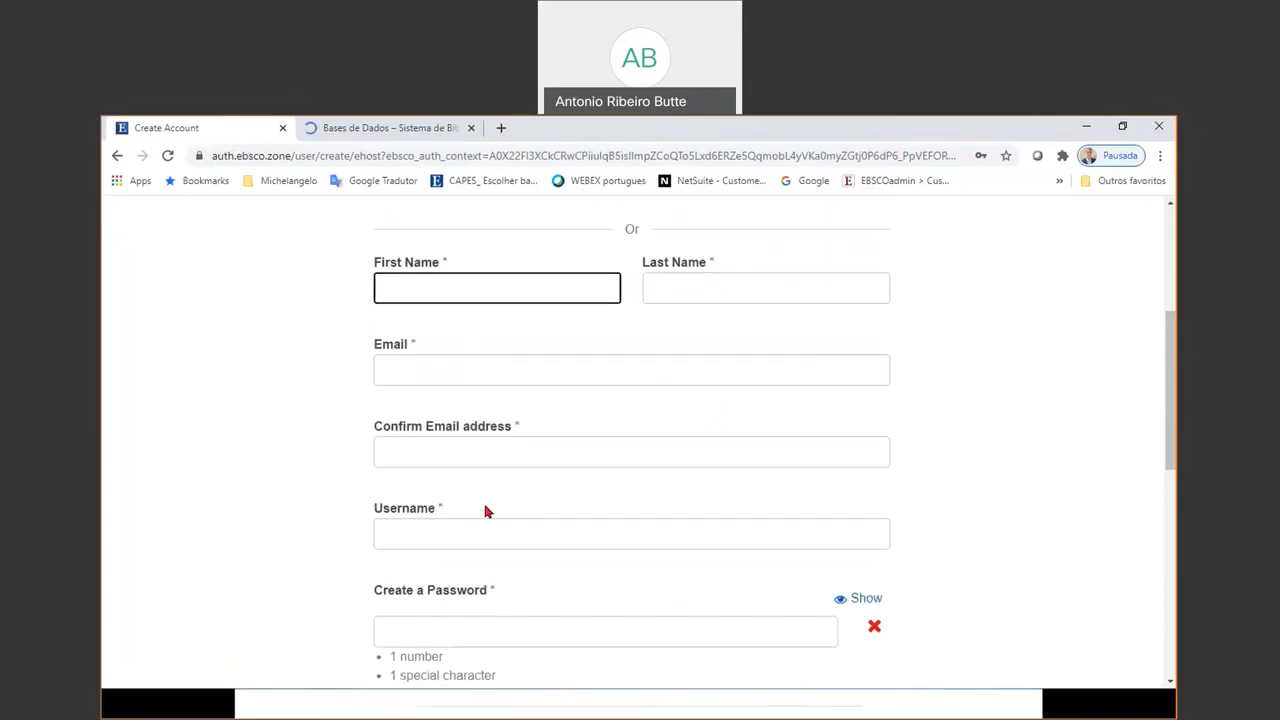 AB
Antonio Ribeiro Butte
Create Account
Bases de Dados – Sistema de Bib
auth.ebsco.zone/user/create/ehost?ebsco_auth_context=
Pausada
Apps
Bookmarks
Michelangelo
Google Tradutor
CAPES_ Escolher ba...
WEBEX portugues
NetSuite - Custome...
Google
EBSCOadmin > Cus...
»
Outros favoritos
Or
First Name *
Last Name *
Email *
Confirm Email address *
Username *
Create a Password *
Show
• 1 number
• 1 special character